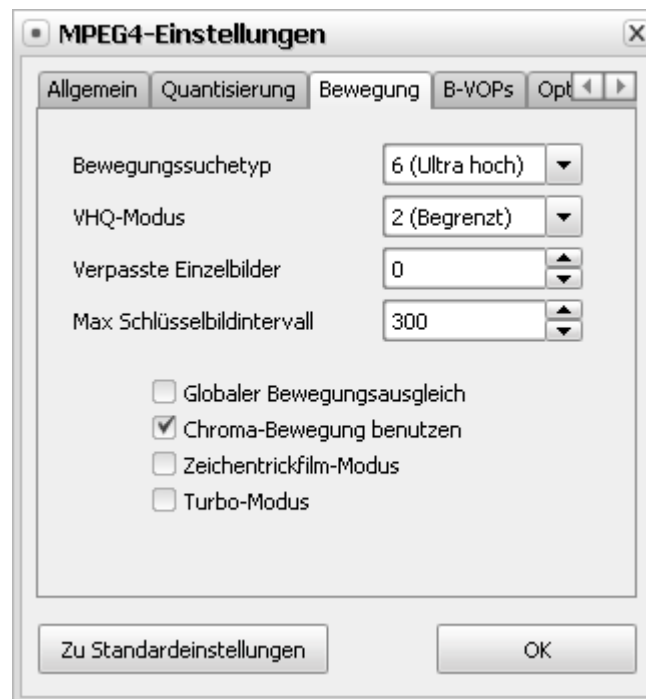 MPEG4-Einstellungen
Allgemein Quantisierung Bewegung B-VOPs Opt
Bewegungssuchetyp 6 (Ultra hoch)
VHQ-Modus 2 (Begrenzt)
Verpasste Einzelbilder 0
Max Schlüsselbildintervall 300
Globaler Bewegungsausgleich
Chroma-Bewegung benutzen
Zeichentrickfilm-Modus
Turbo-Modus
Zu Standardeinstellungen OK